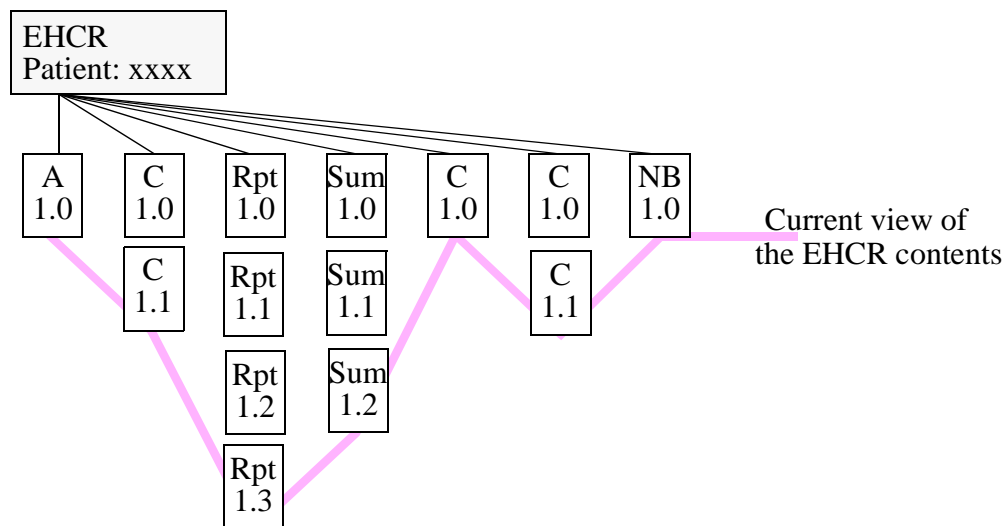 EHCR
Patient: xxxx
A
1.0
C
1.0
Rpt
1.0
Sum
1.0
C
1.0
C
1.0
NB
1.0
Current view of
the EHCR contents
C
1.1
Rpt
1.1
Sum
1.1
C
1.1
Rpt
1.2
Sum
1.2
Rpt
1.3